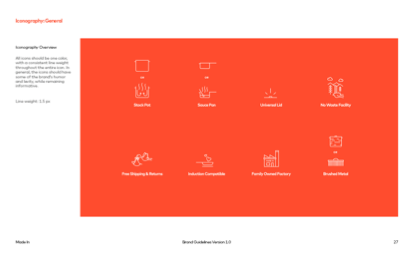 Iconography: General
Iconography Overview
All icons should be one color,
with a consistent line weight
throughout the entire icon. In
general, the icons should have
some of the brand's humor
and levity, while remaining
informative.
Line weight: 1.5 px
OR
OR
Stock Pot
Sauce Pan
Universal Lid
No Waste Facility
OR
Free Shipping & Returns
Induction Compatible
Family Owned Factory
Brushed Metal
Made In
Brand Guidelines Version 1.0
27